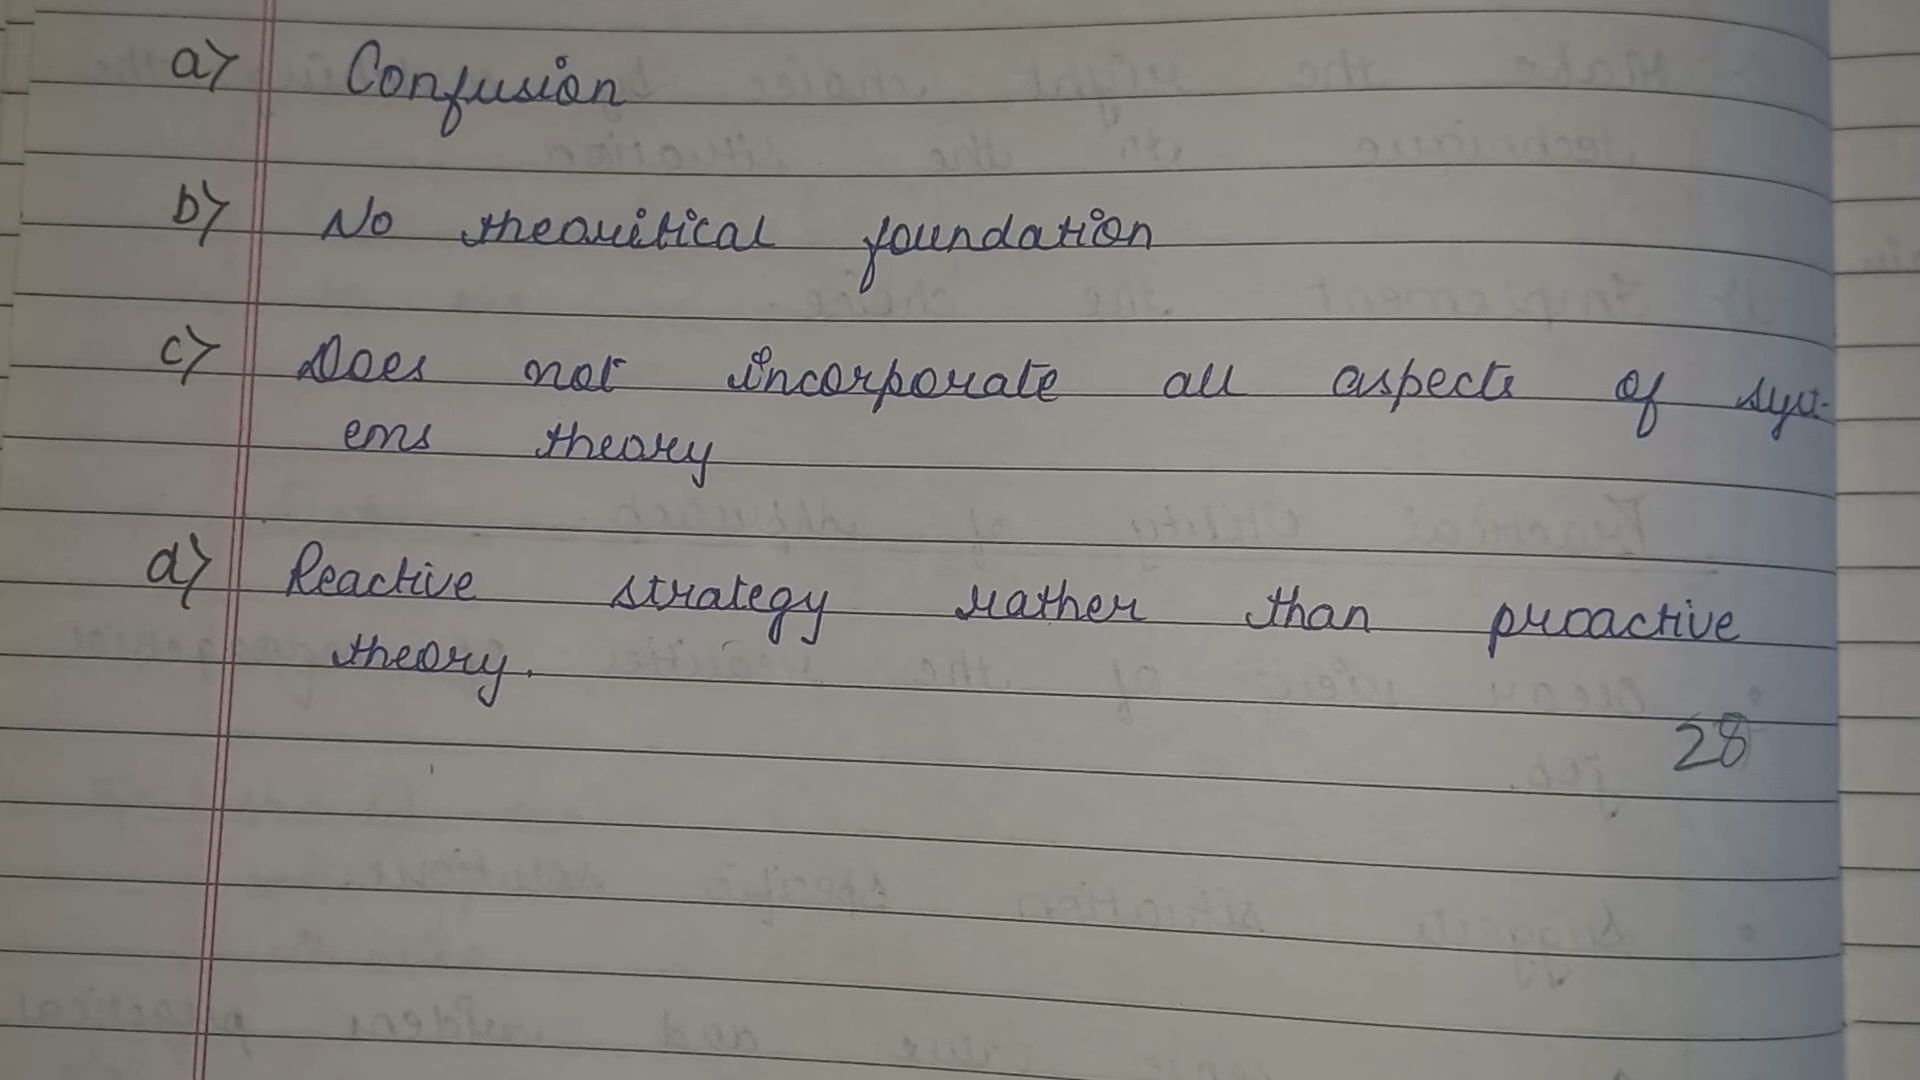 a) Confusion
b) No theoritical foundation
c) Does not incorporate all aspects of syst-
ems theory
d) Reactive strategy rather than proactive
theory.
28